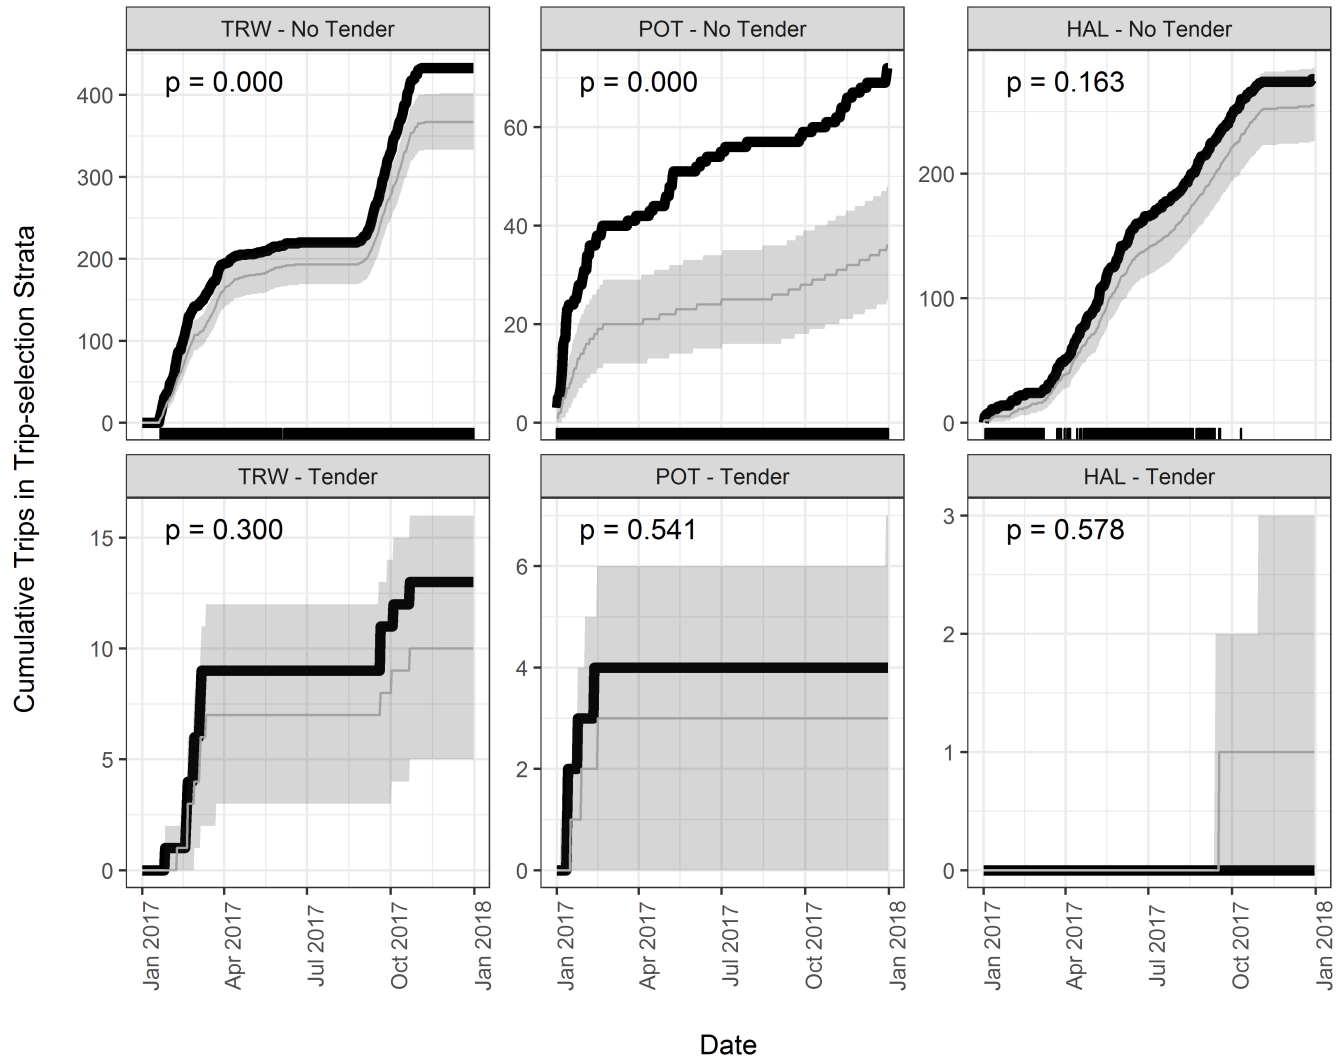 TRW - No Tender
POT - No Tender
HAL - No Tender
p = 0.000
p = 0.000
p = 0.163
400
300
200
100
0
60
40
20
0
200
100
0
TRW - Tender
POT - Tender
HAL - Tender
p = 0.300
p = 0.541
p = 0.578
15
10
5
0
6
4
2
0
3
2
1
0
Cumulative Trips in Trip-selection Strata
Jan 2017
Apr 2017
Jul 2017
Oct 2017
Jan 2018
Jan 2017
Apr 2017
Jul 2017
Oct 2017
Jan 2018
Jan 2017
Apr 2017
Jul 2017
Oct 2017
Jan 2018
Date